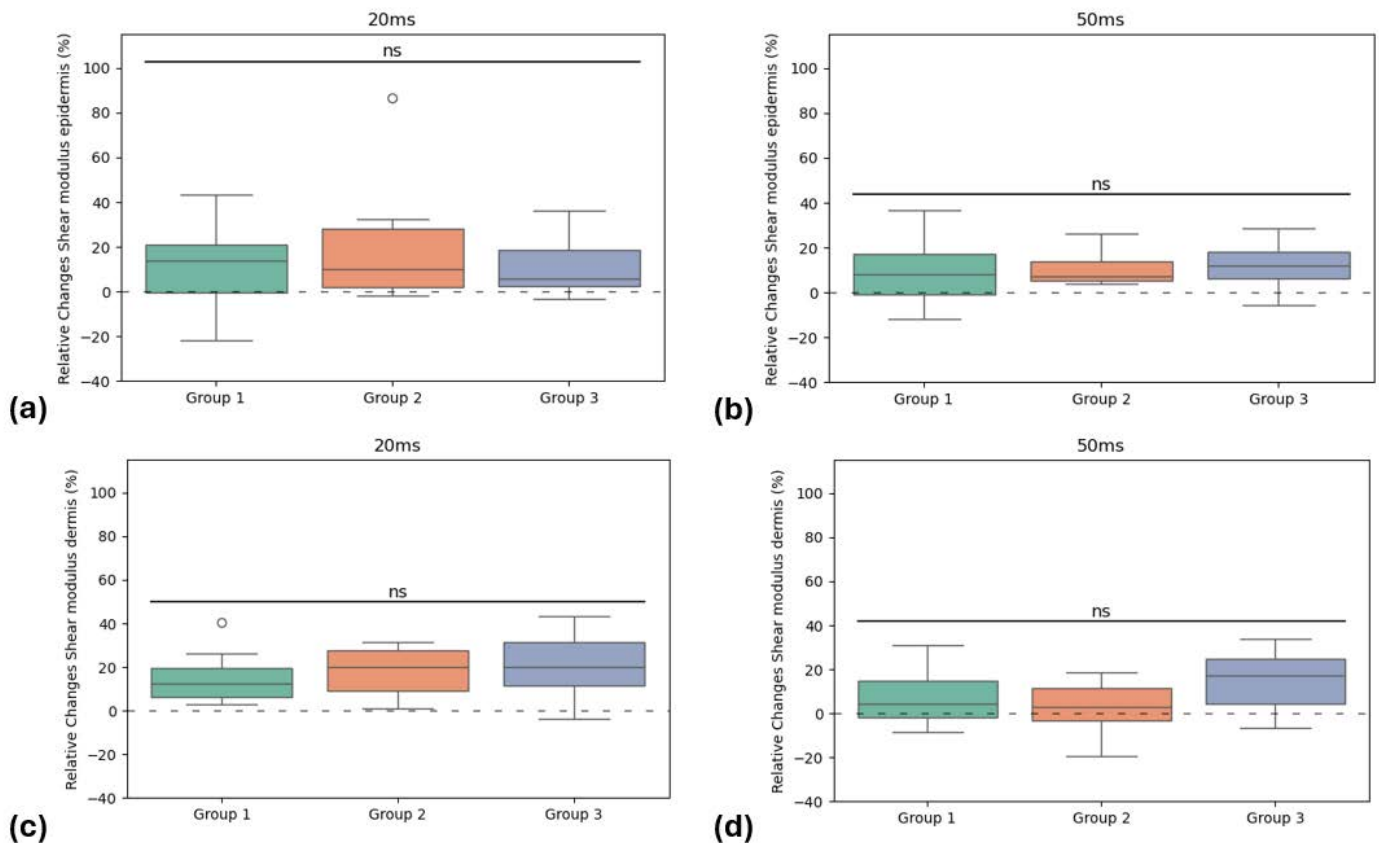 20ms
Relative Changes Shear modulus epidermis (%)
100
80
60
40
20
0
−20
−40
ns
Group 1
Group 2
Group 3
(a)
50ms
Relative Changes Shear modulus epidermis (%)
100
80
60
40
20
0
−20
−40
ns
Group 1
Group 2
Group 3
(b)
20ms
Relative Changes Shear modulus dermis (%)
100
80
60
40
20
0
−20
−40
ns
Group 1
Group 2
Group 3
(c)
50ms
Relative Changes Shear modulus dermis (%)
100
80
60
40
20
0
−20
−40
ns
Group 1
Group 2
Group 3
(d)